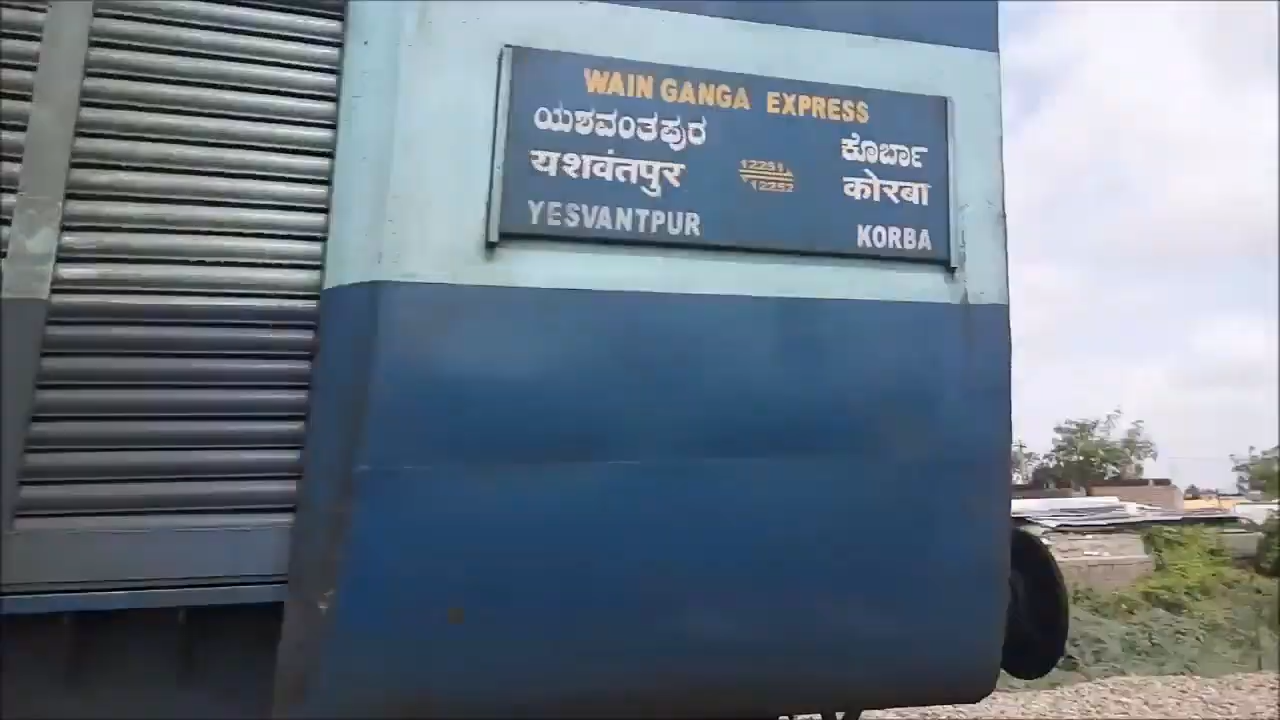 WAIN GANGA EXPRESS
ಯಶವಂತಪುರ
ಕೊರ್ಬಾ
यशवंतपुर
12251
12252
कोरबा
YESVANTPUR
KORBA